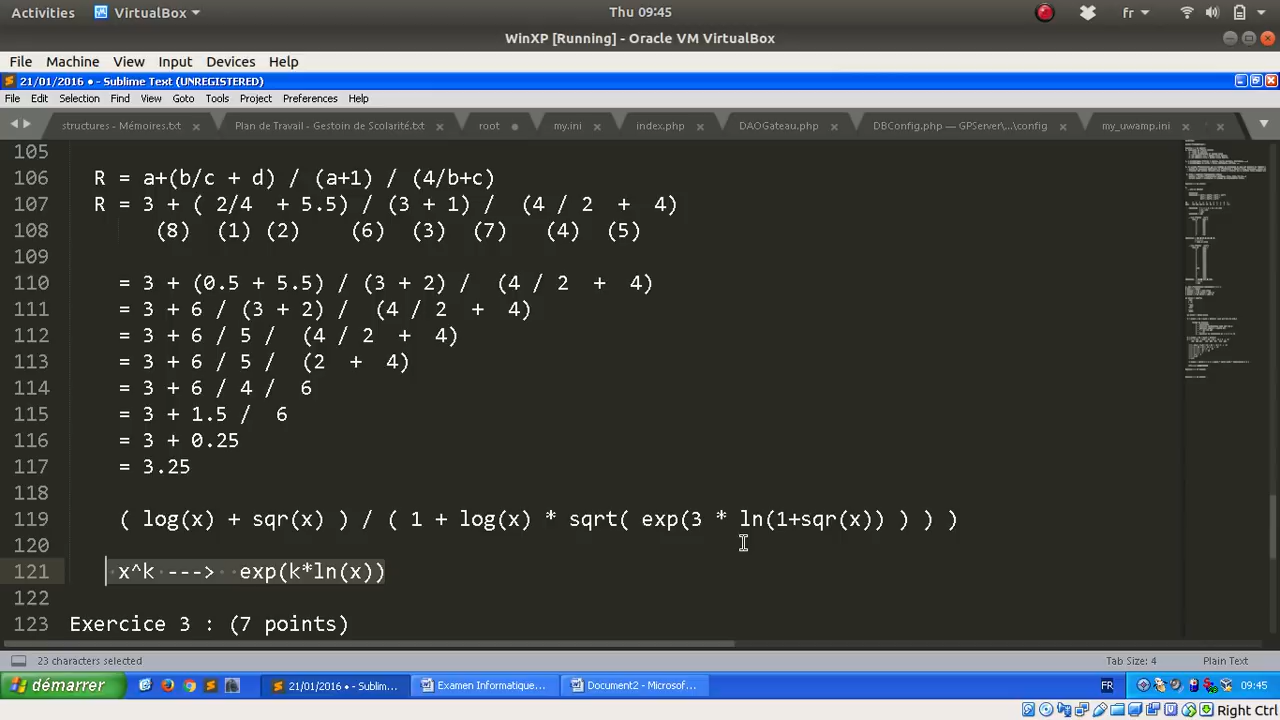 Activities VirtualBox Thu 09:45 fr
WinXP [Running] - Oracle VM VirtualBox
File Machine View Input Devices Help
21/01/2016 • - Sublime Text (UNREGISTERED)
File Edit Selection Find View Goto Tools Project Preferences Help
structures - Mémoires.txt Plan de Travail - Gestoin de Scolarité.txt root my.ini index.php DAOGateau.php DBConfig.php — GPServer\...\config my_uwamp.ini
105
106 R = a+(b/c + d) / (a+1) / (4/b+c)
107 R = 3 + ( 2/4 + 5.5) / (3 + 1) / (4 / 2 + 4)
108 (8) (1) (2) (6) (3) (7) (4) (5)
109
110 = 3 + (0.5 + 5.5) / (3 + 2) / (4 / 2 + 4)
111 = 3 + 6 / (3 + 2) / (4 / 2 + 4)
112 = 3 + 6 / 5 / (4 / 2 + 4)
113 = 3 + 6 / 5 / (2 + 4)
114 = 3 + 6 / 4 / 6
115 = 3 + 1.5 / 6
116 = 3 + 0.25
117 = 3.25
118
119 ( log(x) + sqr(x) ) / ( 1 + log(x) * sqrt( exp(3 * ln(1+sqr(x)) ) ) )
120
121 x^k ---> exp(k*ln(x))
122
123 Exercice 3 : (7 points)
23 characters selected Tab Size: 4 Plain Text
démarrer 21/01/2016 • - Sublim... Examen Informatique... Document2 - Microsof... FR 09:45
Right Ctrl